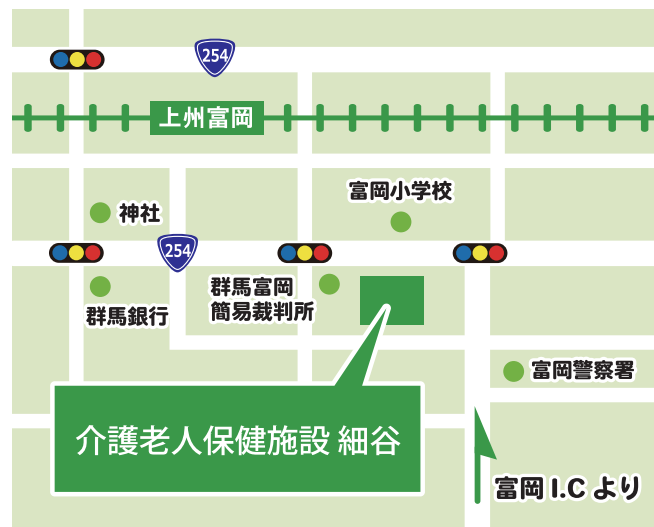 254
上州富岡
富岡小学校
神社
254
群馬富岡
簡易裁判所
群馬銀行
富岡警察署
介護老人保健施設 細谷
富岡 I.C より